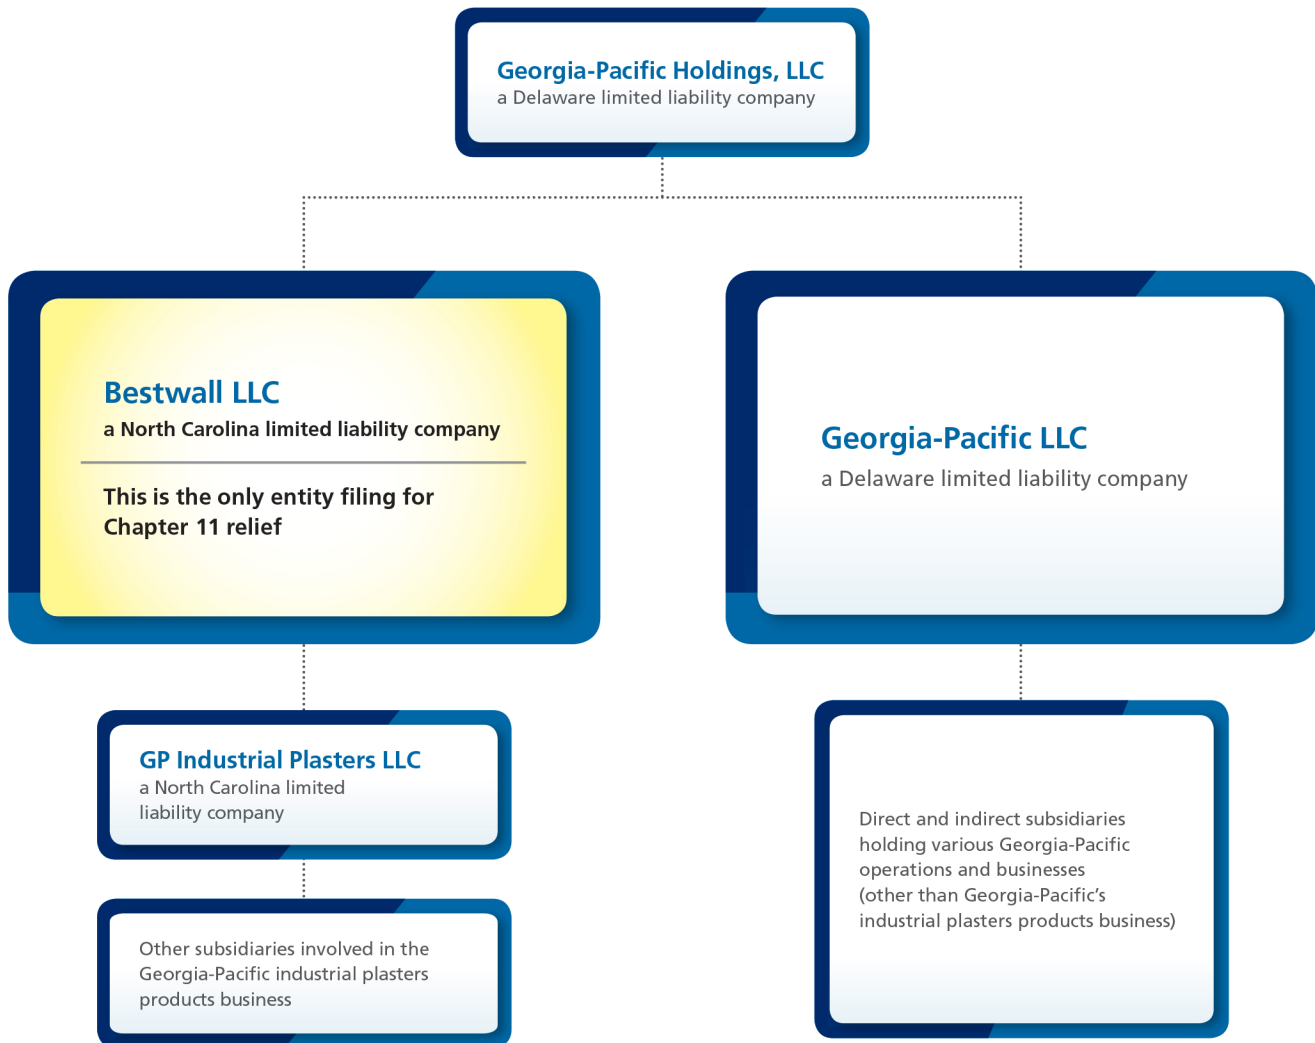 Georgia-Pacific Holdings, LLC
a Delaware limited liability company
Bestwall LLC
a North Carolina limited liability company
This is the only entity filing for
Chapter 11 relief
Georgia-Pacific LLC
a Delaware limited liability company
GP Industrial Plasters LLC
a North Carolina limited
liability company
Other subsidiaries involved in the
Georgia-Pacific industrial plasters
products business
Direct and indirect subsidiaries
holding various Georgia-Pacific
operations and businesses
(other than Georgia-Pacific’s
industrial plasters products business)